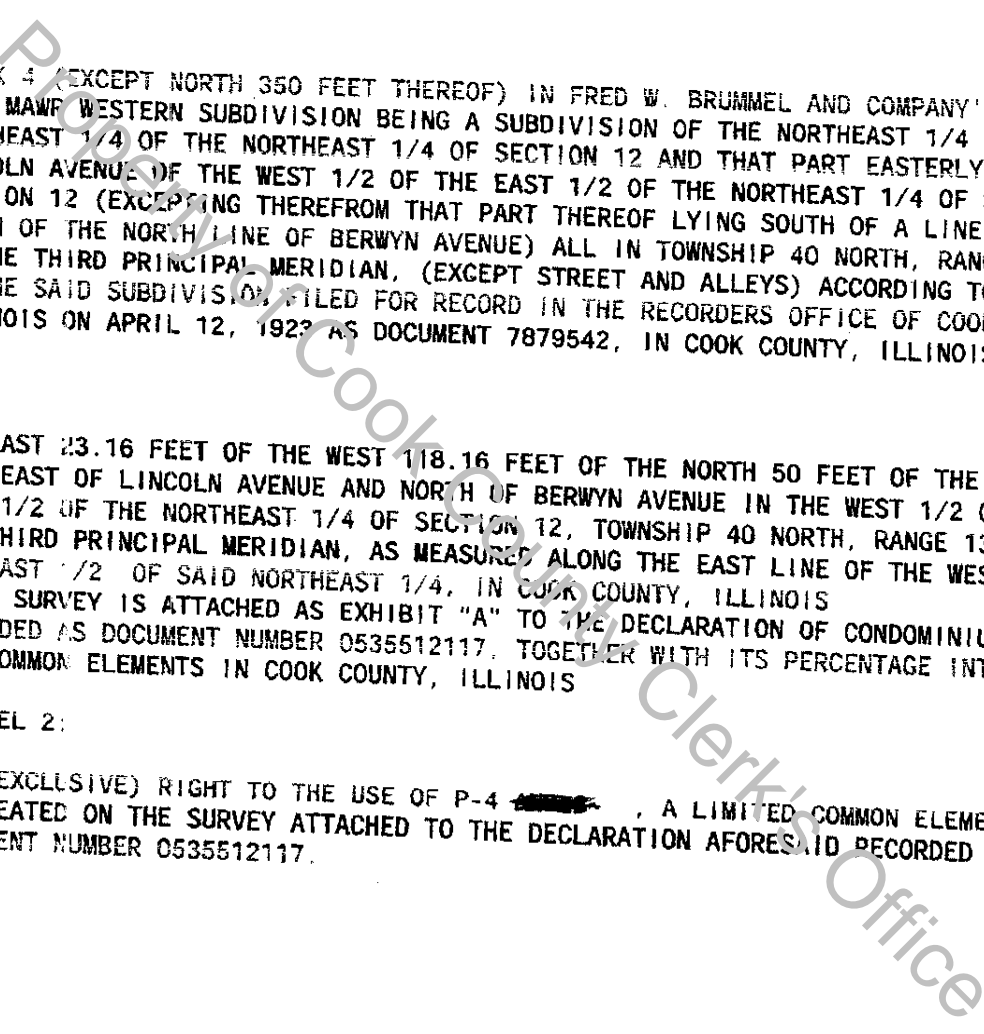 K 4 (EXCEPT NORTH 350 FEET THEREOF) IN FRED W. BRUMMEL AND COMPANY'
MAWR WESTERN SUBDIVISION BEING A SUBDIVISION OF THE NORTHEAST 1/4
HEAST 1/4 OF THE NORTHEAST 1/4 OF SECTION 12 AND THAT PART EASTERLY
OLN AVENUE OF THE WEST 1/2 OF THE EAST 1/2 OF THE NORTHEAST 1/4 OF
ON 12 (EXCEPTING THEREFROM THAT PART THEREOF LYING SOUTH OF A LINE
H OF THE NORTH LINE OF BERWYN AVENUE) ALL IN TOWNSHIP 40 NORTH, RAN
HE THIRD PRINCIPAL MERIDIAN, (EXCEPT STREET AND ALLEYS) ACCORDING TO
HE SAID SUBDIVISION FILED FOR RECORD IN THE RECORDERS OFFICE OF COO
NOIS ON APRIL 12, 1923 AS DOCUMENT 7879542, IN COOK COUNTY, ILLINOIS
AST 23.16 FEET OF THE WEST 118.16 FEET OF THE NORTH 50 FEET OF THE
EAST OF LINCOLN AVENUE AND NORTH OF BERWYN AVENUE IN THE WEST 1/2
1/2 OF THE NORTHEAST 1/4 OF SECTION 12, TOWNSHIP 40 NORTH, RANGE 13
HIRD PRINCIPAL MERIDIAN, AS MEASURED ALONG THE EAST LINE OF THE WES
AST 1/2 OF SAID NORTHEAST 1/4, IN COOK COUNTY, ILLINOIS
SURVEY IS ATTACHED AS EXHIBIT "A" TO THE DECLARATION OF CONDOMINIU
DED AS DOCUMENT NUMBER 0535512117, TOGETHER WITH ITS PERCENTAGE INT
OMMON ELEMENTS IN COOK COUNTY, ILLINOIS
EL 2:
EXCLUSIVE) RIGHT TO THE USE OF P-4 , A LIMITED COMMON ELEME
EATED ON THE SURVEY ATTACHED TO THE DECLARATION AFORESAID RECORDED
ENT NUMBER 0535512117.
Property of Cook County Clerk's Office